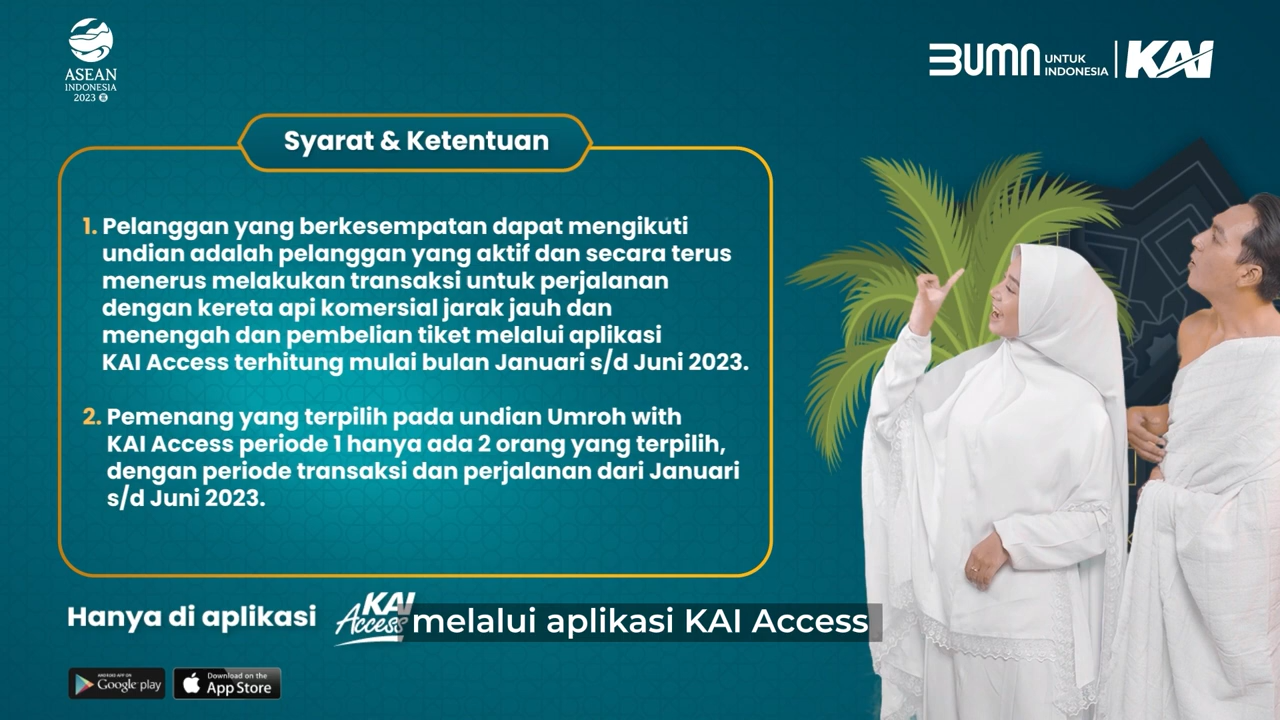 ASEAN
INDONESIA
2023
BUMN UNTUK INDONESIA
KAI
Syarat & Ketentuan
1. Pelanggan yang berkesempatan dapat mengikuti
undian adalah pelanggan yang aktif dan secara terus
menerus melakukan transaksi untuk perjalanan
dengan kereta api komersial jarak jauh dan
menengah dan pembelian tiket melalui aplikasi
KAI Access terhitung mulai bulan Januari s/d Juni 2023.
2. Pemenang yang terpilih pada undian Umroh with
KAI Access periode 1 hanya ada 2 orang yang terpilih,
dengan periode transaksi dan perjalanan dari Januari
s/d Juni 2023.
Hanya di aplikasi
KAI
Access
melalui aplikasi KAI Access
ANDROID APP ON
Google play
Download on the
App Store